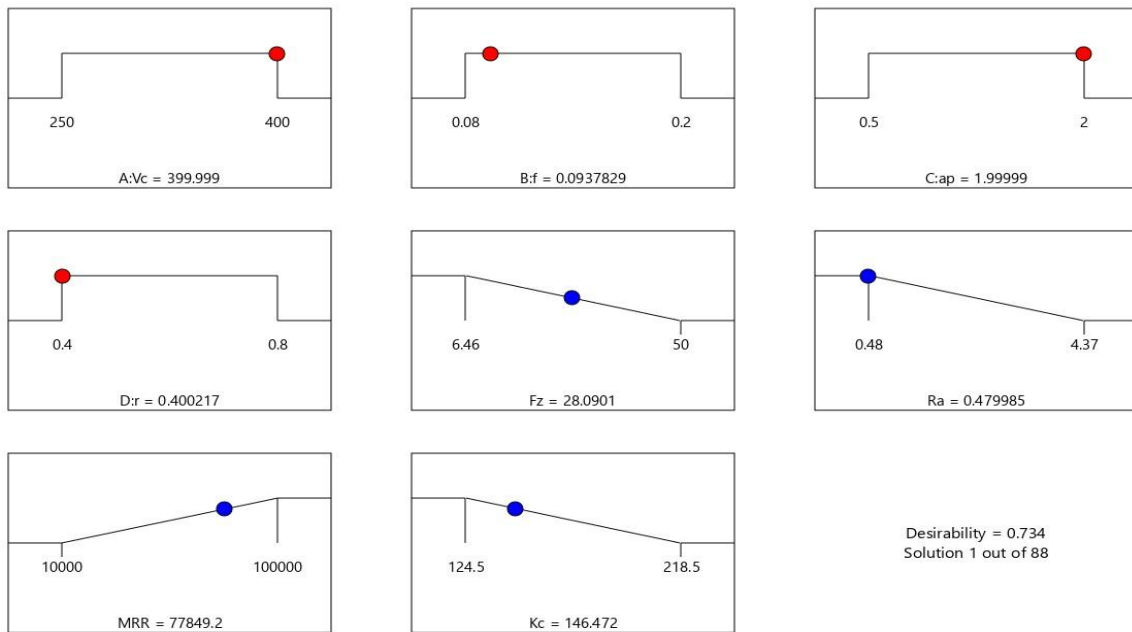 250 400
A:Vc = 399.999
0.08 0.2
B:f = 0.0937829
0.5 2
C:ap = 1.99999
0.4 0.8
D:r = 0.400217
6.46 50
Fz = 28.0901
0.48 4.37
Ra = 0.479985
10000 100000
MRR = 77849.2
124.5 218.5
Kc = 146.472
Desirability = 0.734
Solution 1 out of 88